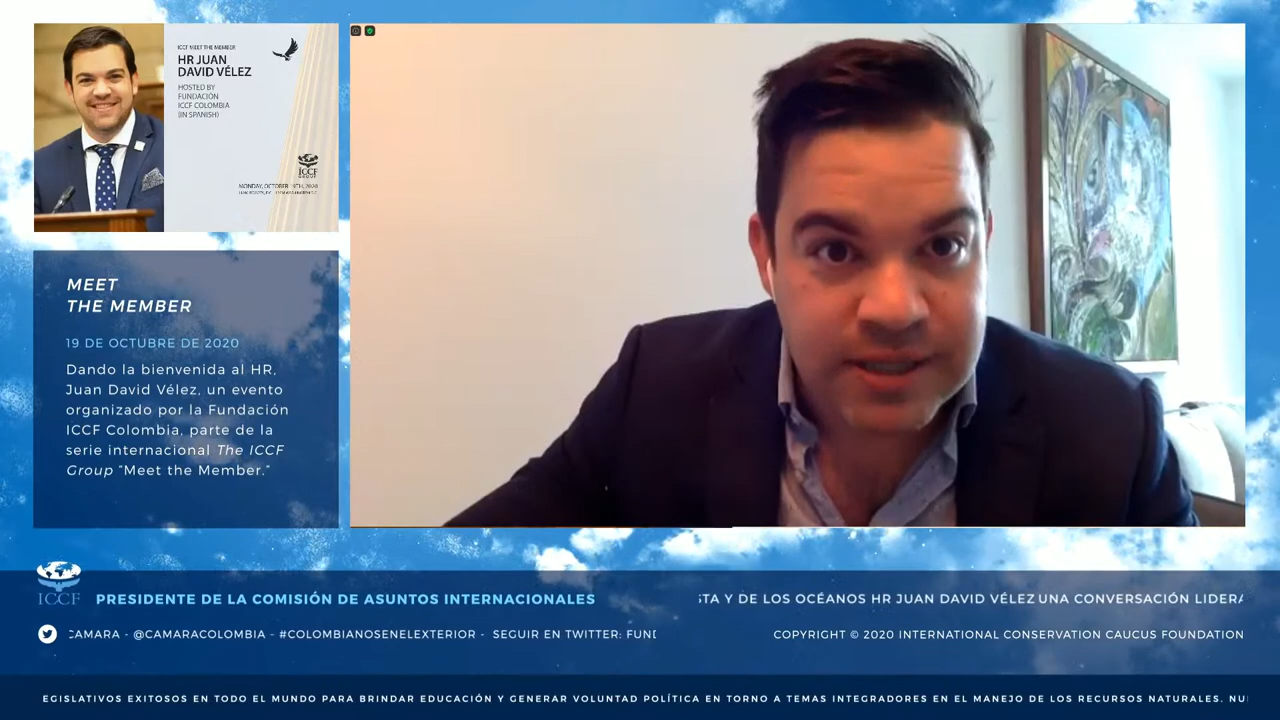 ICCF MEET THE MEMBER
HR JUAN
DAVID VÉLEZ
HOSTED BY
FUNDACIÓN
ICCF COLOMBIA
(IN SPANISH)
ICCF
GROUP
MONDAY, OCTOBER 19TH, 2020
MEET
THE MEMBER
19 DE OCTUBRE DE 2020
Dando la bienvenida al HR,
Juan David Vélez, un evento
organizado por la Fundación
ICCF Colombia, parte de la
serie internacional The ICCF
Group "Meet the Member."
ICCF
PRESIDENTE DE LA COMISIÓN DE ASUNTOS INTERNACIONALES
STA Y DE LOS OCÉANOS HR JUAN DAVID VÉLEZ UNA CONVERSACIÓN LIDERA
CAMARA - @CAMARACOLOMBIA - #COLOMBIANOSENELEXTERIOR - SEGUIR EN TWITTER: FUND
COPYRIGHT © 2020 INTERNATIONAL CONSERVATION CAUCUS FOUNDATION
EGISLATIVOS EXITOSOS EN TODO EL MUNDO PARA BRINDAR EDUCACIÓN Y GENERAR VOLUNTAD POLÍTICA EN TORNO A TEMAS INTEGRADORES EN EL MANEJO DE LOS RECURSOS NATURALES. NU